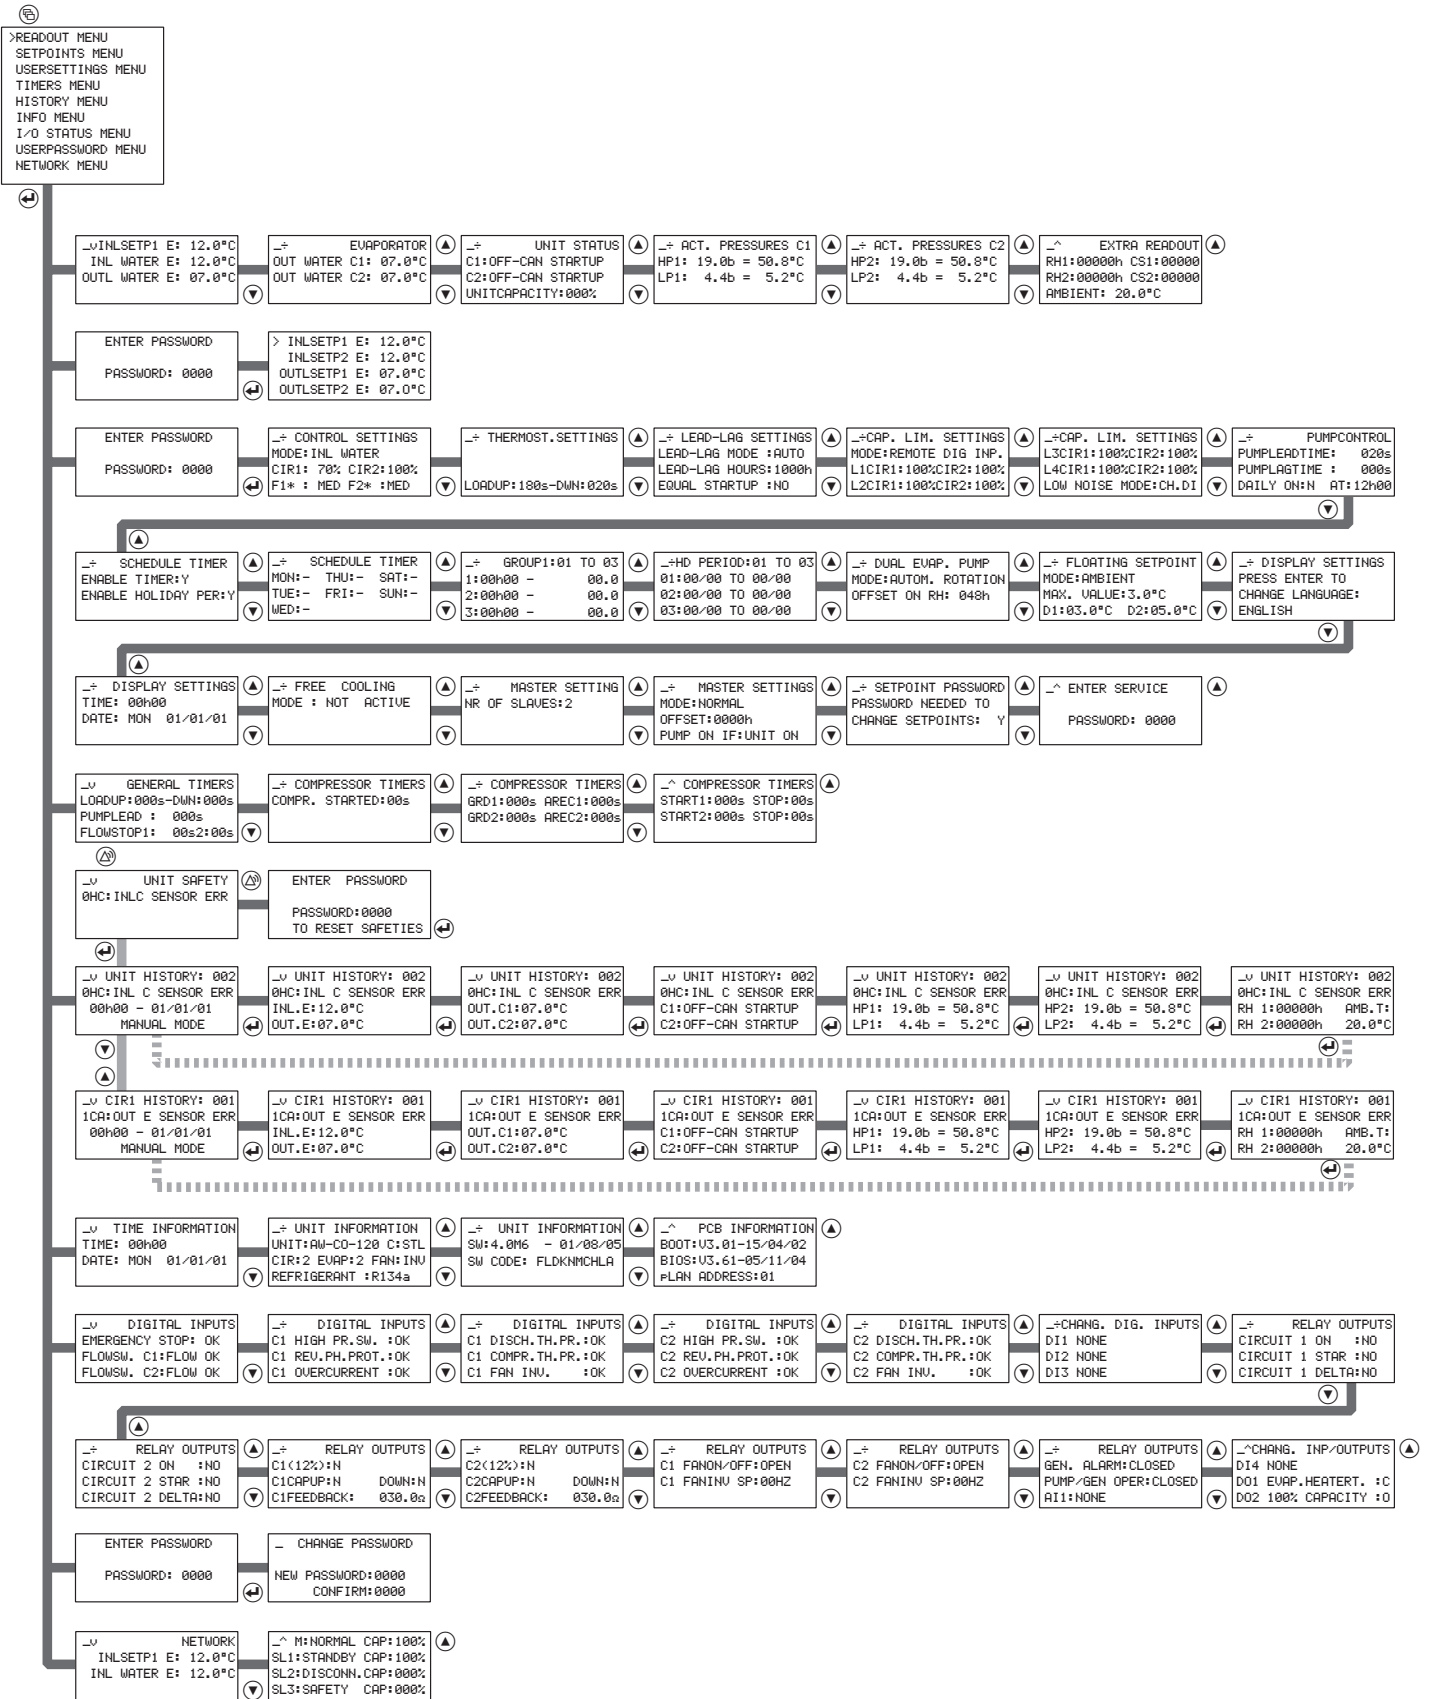 >READOUT MENU
SETPOINTS MENU
USERSETTINGS MENU
TIMERS MENU
HISTORY MENU
INFO MENU
I/O STATUS MENU
USERPASSWORD MENU
NETWORK MENU
_vINLSETP1 E: 12.0°C
INL WATER E: 12.0°C
OUTL WATER E: 07.0°C
_÷ EVAPORATOR
OUT WATER C1: 07.0°C
OUT WATER C2: 07.0°C
_÷ UNIT STATUS
C1:OFF-CAN STARTUP
C2:OFF-CAN STARTUP
UNITCAPACITY:000%
_÷ ACT. PRESSURES C1
HP1: 19.0b = 50.8°C
LP1: 4.4b = 5.2°C
_÷ ACT. PRESSURES C2
HP2: 19.0b = 50.8°C
LP2: 4.4b = 5.2°C
_^ EXTRA READOUT
RH1:00000h CS1:00000
RH2:00000h CS2:00000
AMBIENT: 20.0°C
ENTER PASSWORD
PASSWORD: 0000
> INLSETP1 E: 12.0°C
INLSETP2 E: 12.0°C
OUTLSETP1 E: 07.0°C
OUTLSETP2 E: 07.0°C
ENTER PASSWORD
PASSWORD: 0000
_÷ CONTROL SETTINGS
MODE:INL WATER
CIR1: 70% CIR2:100%
F1* : MED F2* :MED
_÷ THERMOST.SETTINGS
LOADUP:180s-DWN:020s
_÷ LEAD-LAG SETTINGS
LEAD-LAG MODE :AUTO
LEAD-LAG HOURS:1000h
EQUAL STARTUP :NO
_÷CAP. LIM. SETTINGS
MODE:REMOTE DIG INP.
L1CIR1:100%CIR2:100%
L2CIR1:100%CIR2:100%
_÷CAP. LIM. SETTINGS
L3CIR1:100%CIR2:100%
L4CIR1:100%CIR2:100%
LOW NOISE MODE:CH.DI
_÷ PUMPCONTROL
PUMPLEADTIME: 020s
PUMPLAGTIME : 000s
DAILY ON:N AT:12h00
_÷ SCHEDULE TIMER
ENABLE TIMER:Y
ENABLE HOLIDAY PER:Y
_÷ SCHEDULE TIMER
MON:- THU:- SAT:-
TUE:- FRI:- SUN:-
WED:-
_÷ GROUP1:01 TO 03
1:00h00 - 00.0
2:00h00 - 00.0
3:00h00 - 00.0
_÷HD PERIOD:01 TO 03
01:00/00 TO 00/00
02:00/00 TO 00/00
03:00/00 TO 00/00
_÷ DUAL EVAP. PUMP
MODE:AUTOM. ROTATION
OFFSET ON RH: 048h
_÷ FLOATING SETPOINT
MODE:AMBIENT
MAX. VALUE:3.0°C
D1:03.0°C D2:05.0°C
_÷ DISPLAY SETTINGS
PRESS ENTER TO
CHANGE LANGUAGE:
ENGLISH
_÷ DISPLAY SETTINGS
TIME: 00h00
DATE: MON 01/01/01
_÷ FREE COOLING
MODE : NOT ACTIVE
_÷ MASTER SETTING
NR OF SLAVES:2
_÷ MASTER SETTINGS
MODE:NORMAL
OFFSET:0000h
PUMP ON IF:UNIT ON
_÷ SETPOINT PASSWORD
PASSWORD NEEDED TO
CHANGE SETPOINTS: Y
_^ ENTER SERVICE
PASSWORD: 0000
_v GENERAL TIMERS
LOADUP:000s-DWN:000s
PUMPLEAD : 000s
FLOWSTOP1: 00s2:00s
_÷ COMPRESSOR TIMERS
COMPR. STARTED:00s
_÷ COMPRESSOR TIMERS
GRD1:000s AREC1:000s
GRD2:000s AREC2:000s
_^ COMPRESSOR TIMERS
START1:000s STOP:00s
START2:000s STOP:00s
_v UNIT SAFETY
0HC:INLC SENSOR ERR
ENTER PASSWORD
PASSWORD:0000
TO RESET SAFETIES
_v UNIT HISTORY: 002
0HC:INL C SENSOR ERR
00h00 - 01/01/01
MANUAL MODE
_v UNIT HISTORY: 002
0HC:INL C SENSOR ERR
INL.E:12.0°C
OUT.E:07.0°C
_v UNIT HISTORY: 002
0HC:INL C SENSOR ERR
OUT.C1:07.0°C
OUT.C2:07.0°C
_v UNIT HISTORY: 002
0HC:INL C SENSOR ERR
C1:OFF-CAN STARTUP
C2:OFF-CAN STARTUP
_v UNIT HISTORY: 002
0HC:INL C SENSOR ERR
HP1: 19.0b = 50.8°C
LP1: 4.4b = 5.2°C
_v UNIT HISTORY: 002
0HC:INL C SENSOR ERR
HP2: 19.0b = 50.8°C
LP2: 4.4b = 5.2°C
_v UNIT HISTORY: 002
0HC:INL C SENSOR ERR
RH 1:00000h AMB.T:
RH 2:00000h 20.0°C
_v CIR1 HISTORY: 001
1CA:OUT E SENSOR ERR
00h00 - 01/01/01
MANUAL MODE
_v CIR1 HISTORY: 001
1CA:OUT E SENSOR ERR
INL.E:12.0°C
OUT.E:07.0°C
_v CIR1 HISTORY: 001
1CA:OUT E SENSOR ERR
OUT.C1:07.0°C
OUT.C2:07.0°C
_v CIR1 HISTORY: 001
1CA:OUT E SENSOR ERR
C1:OFF-CAN STARTUP
C2:OFF-CAN STARTUP
_v CIR1 HISTORY: 001
1CA:OUT E SENSOR ERR
HP1: 19.0b = 50.8°C
LP1: 4.4b = 5.2°C
_v CIR1 HISTORY: 001
1CA:OUT E SENSOR ERR
HP2: 19.0b = 50.8°C
LP2: 4.4b = 5.2°C
_v CIR1 HISTORY: 001
1CA:OUT E SENSOR ERR
RH 1:00000h AMB.T:
RH 2:00000h 20.0°C
_v TIME INFORMATION
TIME: 00h00
DATE: MON 01/01/01
_÷ UNIT INFORMATION
UNIT:AW-CO-120 C:STL
CIR:2 EVAP:2 FAN:INV
REFRIGERANT :R134a
_÷ UNIT INFORMATION
SW:4.0M6 - 01/08/05
SW CODE: FLDKNMCHLA
_^ PCB INFORMATION
BOOT:V3.01-15/04/02
BIOS:V3.61-05/11/04
pLAN ADDRESS:01
_v DIGITAL INPUTS
EMERGENCY STOP: OK
FLOWSW. C1:FLOW OK
FLOWSW. C2:FLOW OK
_÷ DIGITAL INPUTS
C1 HIGH PR.SW. :OK
C1 REV.PH.PROT.:OK
C1 OVERCURRENT :OK
_÷ DIGITAL INPUTS
C1 DISCH.TH.PR.:OK
C1 COMPR.TH.PR.:OK
C1 FAN INV. :OK
_÷ DIGITAL INPUTS
C2 HIGH PR.SW. :OK
C2 REV.PH.PROT.:OK
C2 OVERCURRENT :OK
_÷ DIGITAL INPUTS
C2 DISCH.TH.PR.:OK
C2 COMPR.TH.PR.:OK
C2 FAN INV. :OK
_÷CHANG. DIG. INPUTS
DI1 NONE
DI2 NONE
DI3 NONE
_÷ RELAY OUTPUTS
CIRCUIT 1 ON :NO
CIRCUIT 1 STAR :NO
CIRCUIT 1 DELTA:NO
_÷ RELAY OUTPUTS
CIRCUIT 2 ON :NO
CIRCUIT 2 STAR :NO
CIRCUIT 2 DELTA:NO
_÷ RELAY OUTPUTS
C1(12%):N
C1CAPUP:N DOWN:N
C1FEEDBACK: 030.0Ω
_÷ RELAY OUTPUTS
C2(12%):N
C2CAPUP:N DOWN:N
C2FEEDBACK: 030.0Ω
_÷ RELAY OUTPUTS
C1 FANON/OFF:OPEN
C1 FANINV SP:00HZ
_÷ RELAY OUTPUTS
C2 FANON/OFF:OPEN
C2 FANINV SP:00HZ
_÷ RELAY OUTPUTS
GEN. ALARM:CLOSED
PUMP/GEN OPER:CLOSED
AI1:NONE
_^CHANG. INP/OUTPUTS
DI4 NONE
DO1 EVAP.HEATERT. :C
DO2 100% CAPACITY :O
ENTER PASSWORD
PASSWORD: 0000
_ CHANGE PASSWORD
NEW PASSWORD:0000
CONFIRM:0000
_v NETWORK
INLSETP1 E: 12.0°C
INL WATER E: 12.0°C
_^ M:NORMAL CAP:100%
SL1:STANDBY CAP:100%
SL2:DISCONN.CAP:000%
SL3:SAFETY CAP:000%